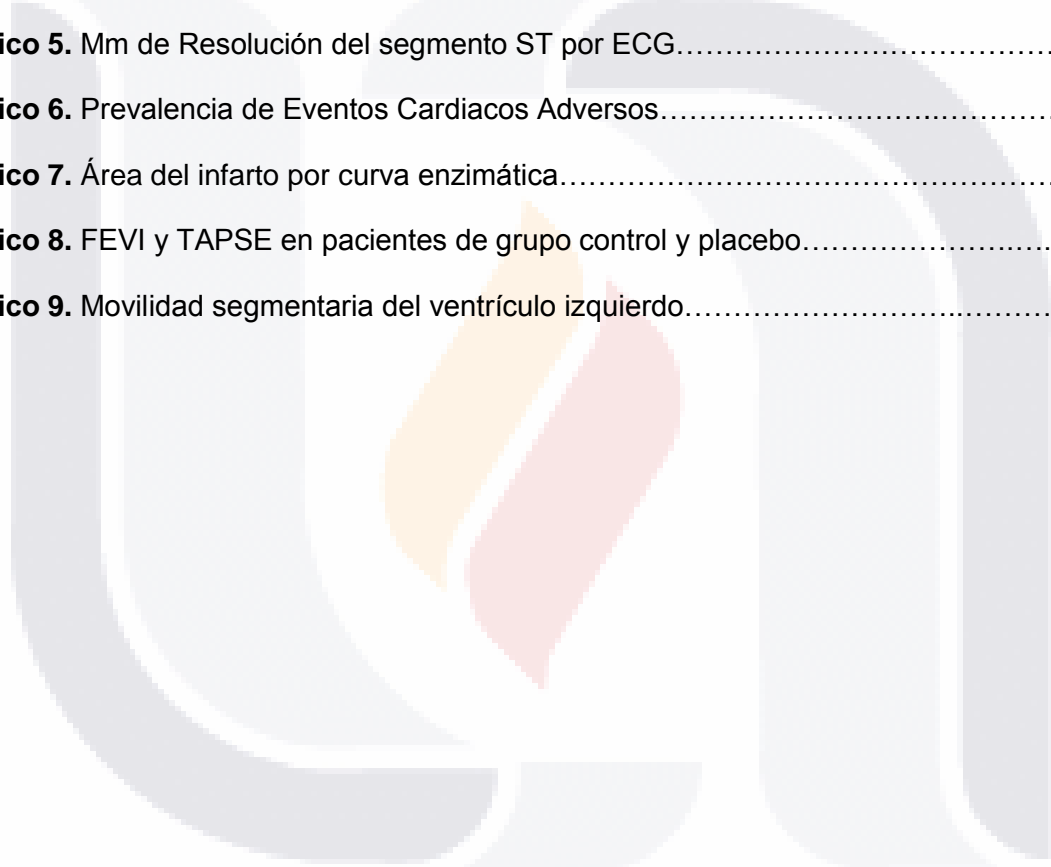 ico 5. Mm de Resolución del segmento ST por ECG………………………………….
ico 6. Prevalencia de Eventos Cardiacos Adversos………………………..………….
ico 7. Área del infarto por curva enzimática…………………………………………….
ico 8. FEVI y TAPSE en pacientes de grupo control y placebo………………….…..
ico 9. Movilidad segmentaria del ventrículo izquierdo………………………..……….